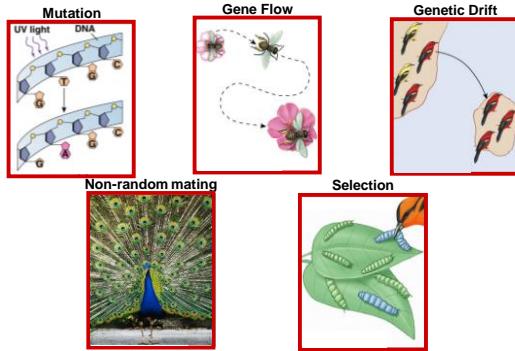 Mutation
UV light
DNA
G
T
G
C
G
A
G
C
Gene Flow
Genetic Drift
Non-random mating
Selection